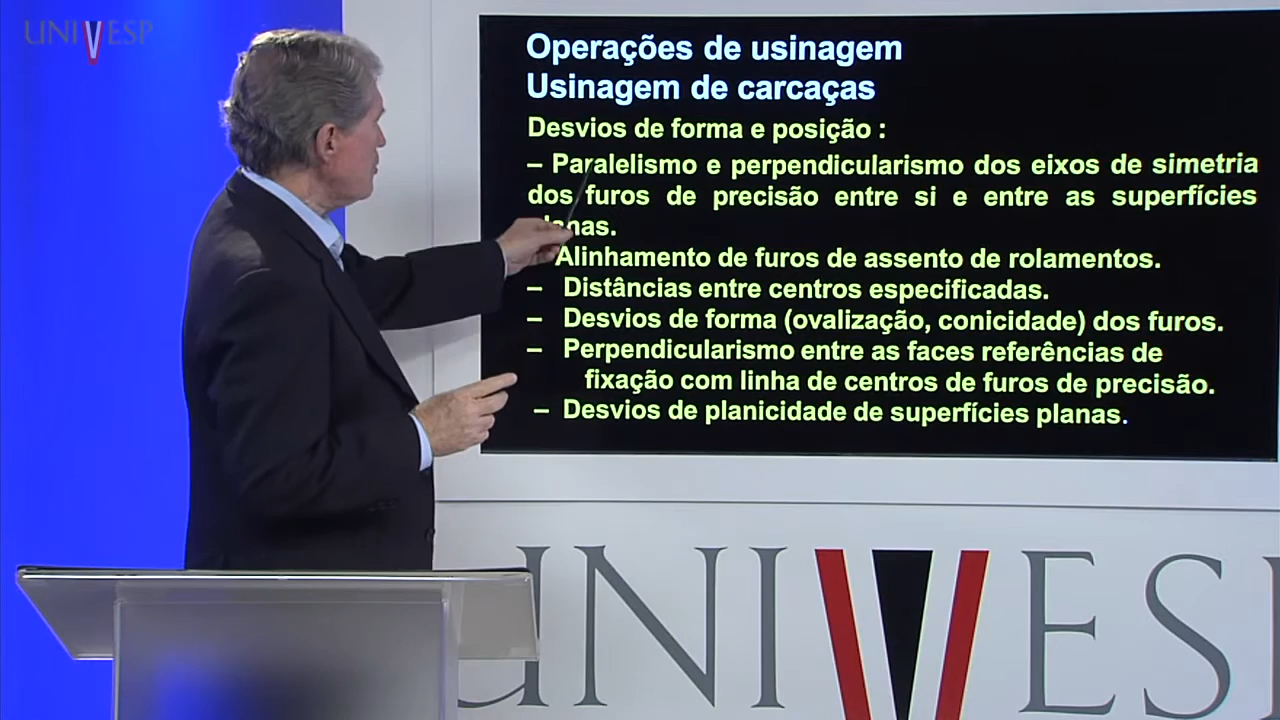 UNIVESP
Operações de usinagem
Usinagem de carcaças
Desvios de forma e posição :
– Paralelismo e perpendicularismo dos eixos de simetria
dos furos de precisão entre si e entre as superfícies
planas.
Alinhamento de furos de assento de rolamentos.
– Distâncias entre centros especificadas.
– Desvios de forma (ovalização, conicidade) dos furos.
– Perpendicularismo entre as faces referências de
fixação com linha de centros de furos de precisão.
– Desvios de planicidade de superfícies planas.
UNIVESP